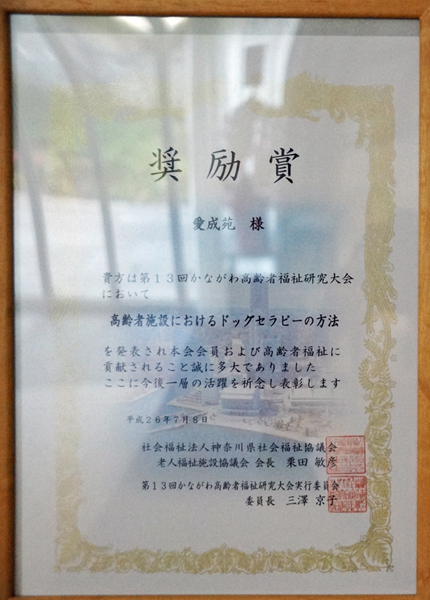 奨励賞
愛成苑 様
貴方は第13回かながわ高齢者福祉研究大会
において
高齢者施設におけるドッグセラピーの方法
を発表され本会会員および高齢者福祉に
貢献されること誠に多大でありました
ここに今後一層の活躍を祈念し表彰します
平成26年7月8日
社会福祉法人神奈川県社会福祉協議会
老人福祉施設協議会 会長 栗田 敏彦
第13回かながわ高齢者福祉研究大会実行委員会
委員長 三澤 京子